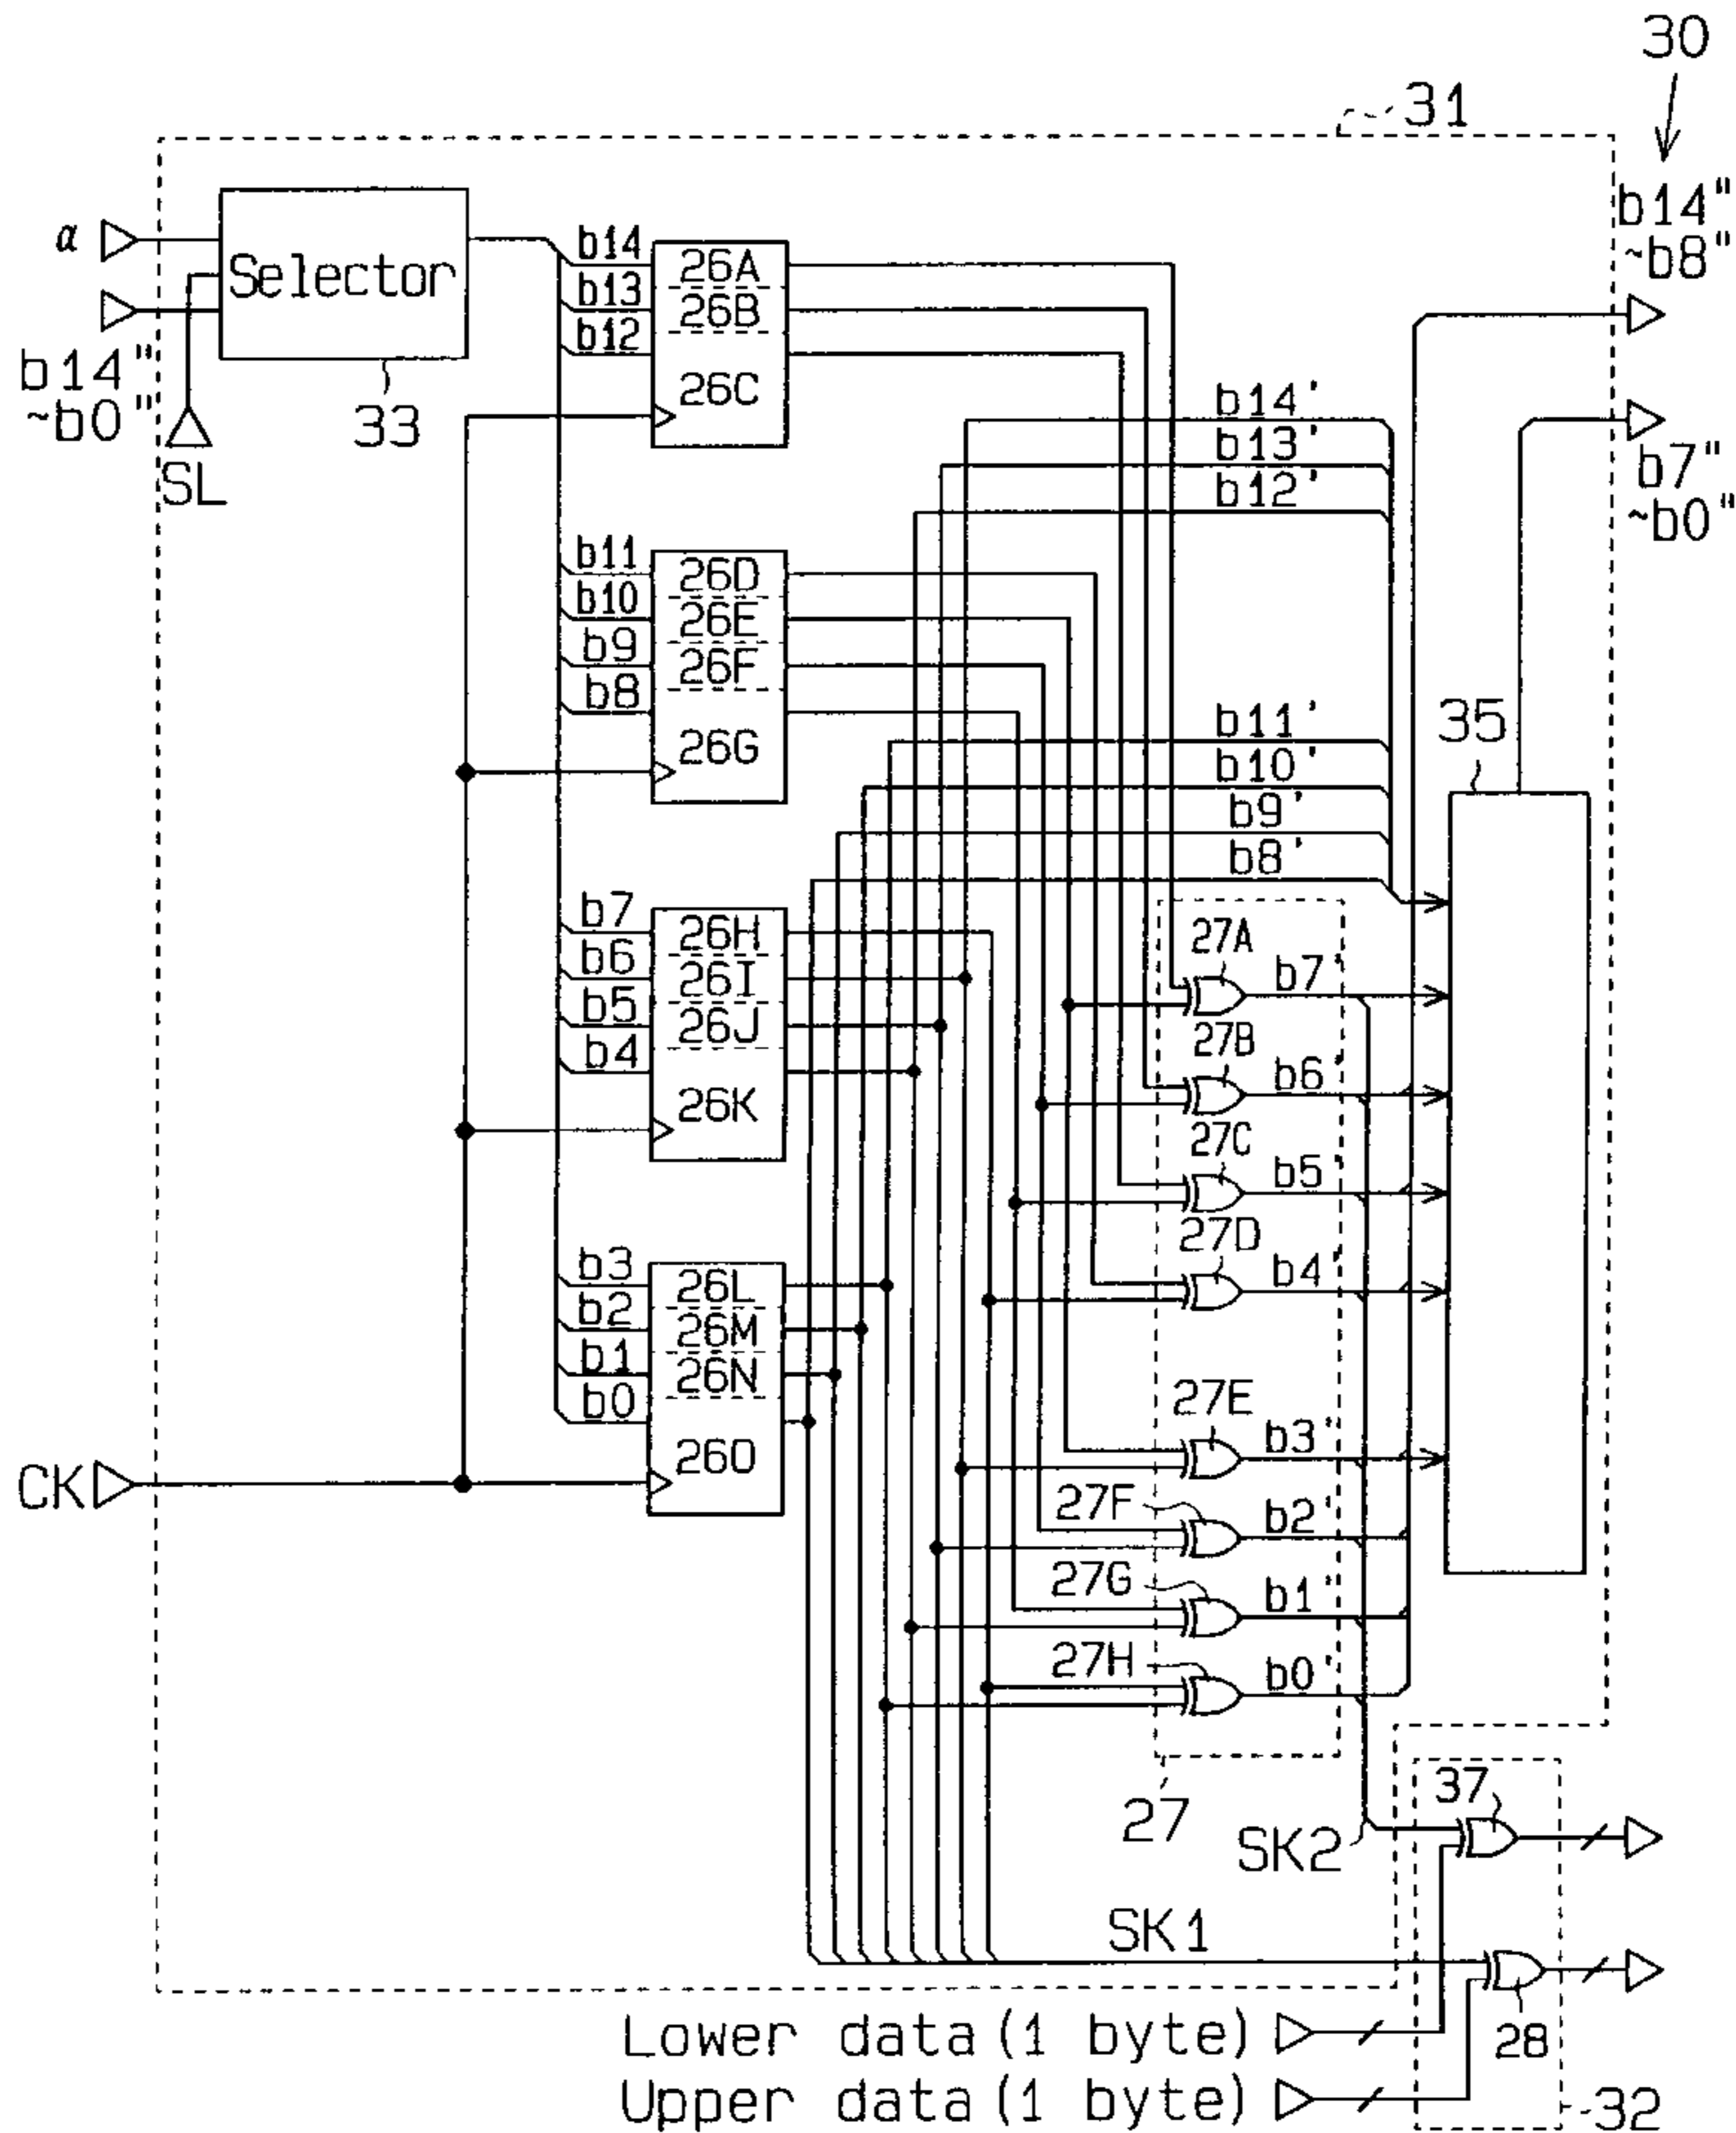 30
31
b14"
~b8"
α
Selector
b14"
~b0"
SL
33
b14
b13
b12
26A
26B
26C
b14'
b13'
b12'
b7"
~b0"
b11
b10
b9
b8
26D
26E
26F
26G
b11'
b10'
b9'
b8'
35
b7
b6
b5
b4
26H
26I
26J
26K
27A
b7'
27B
b6'
27C
b5'
27D
b4'
b3
b2
b1
b0
26L
26M
26N
26O
CK
27E
b3'
27F
b2'
27G
b1'
27H
b0'
27
37
SK2
SK1
28
Lower data(1 byte)
Upper data(1 byte)
32